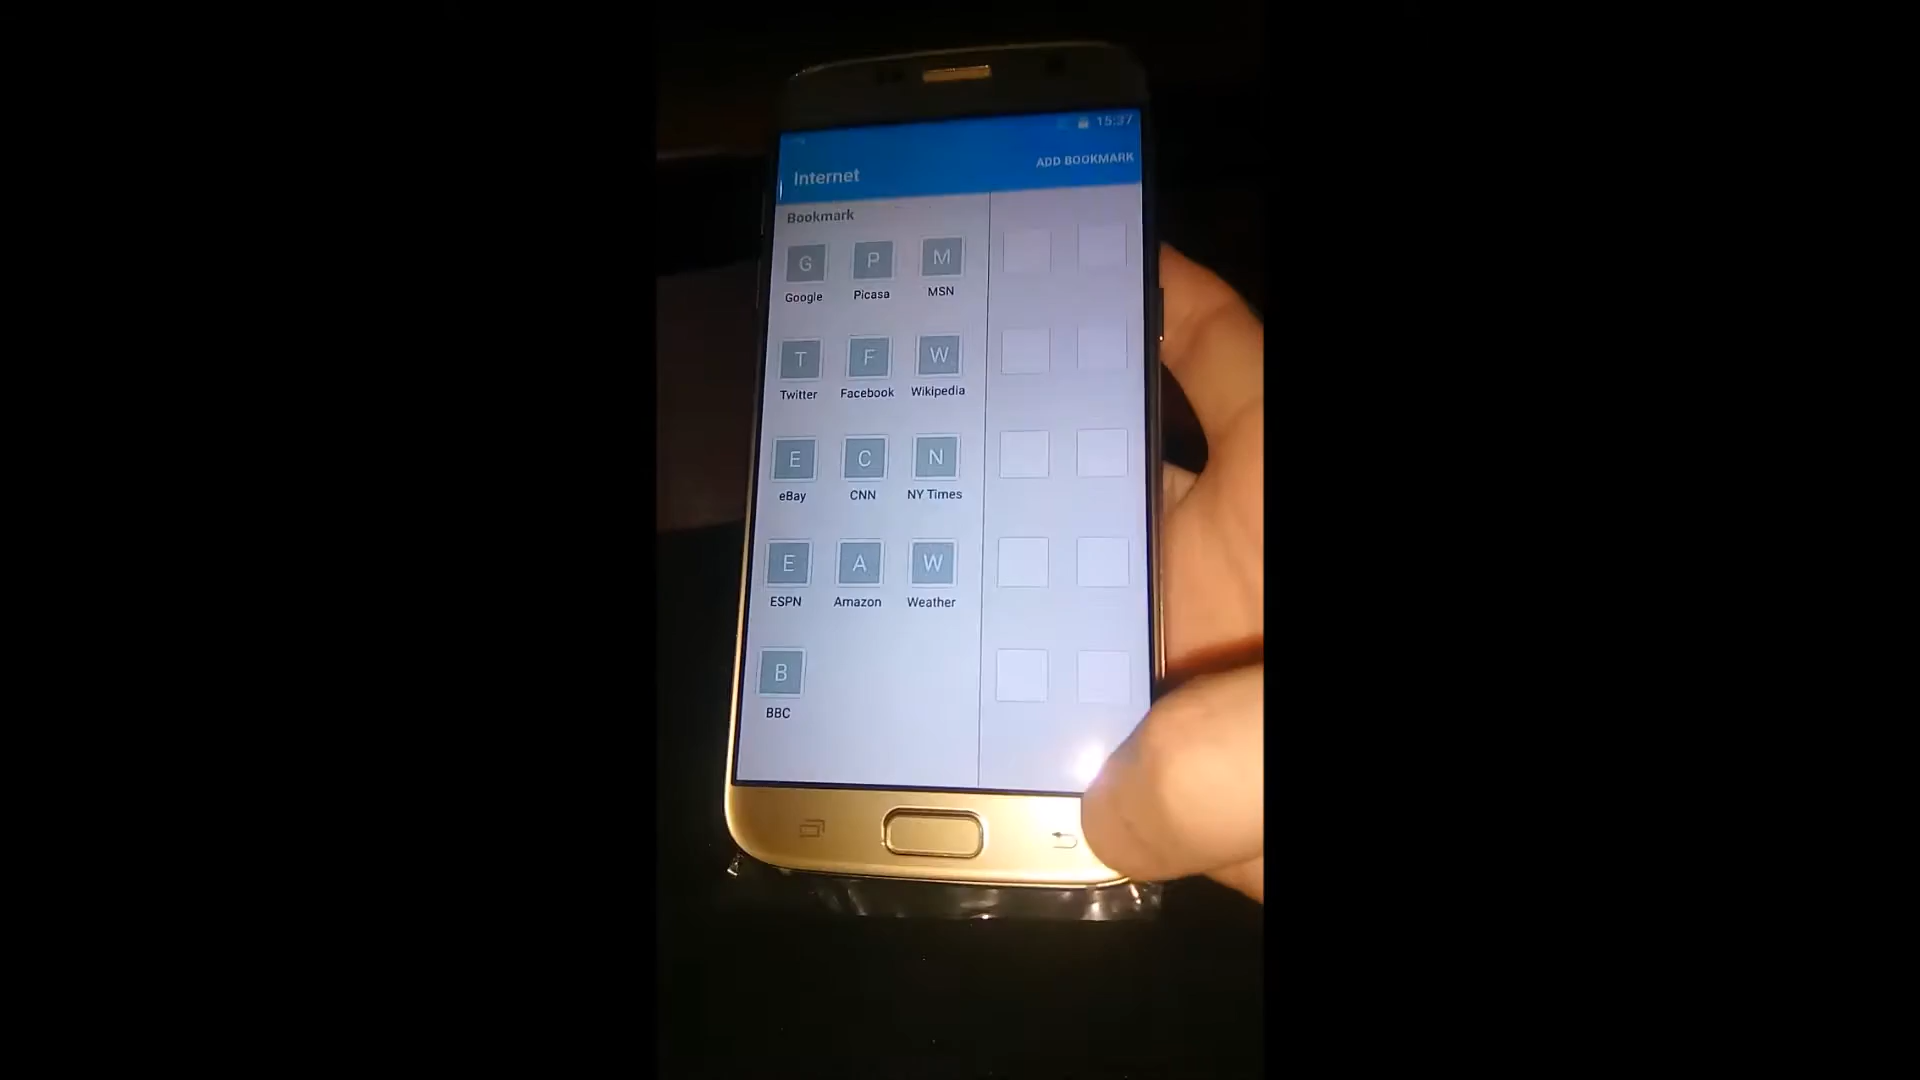 15:37
Internet
ADD BOOKMARK
Bookmark
G P M
Google Picasa MSN
T F W
Twitter Facebook Wikipedia
E C N
eBay CNN NY Times
E A W
ESPN Amazon Weather
B
BBC